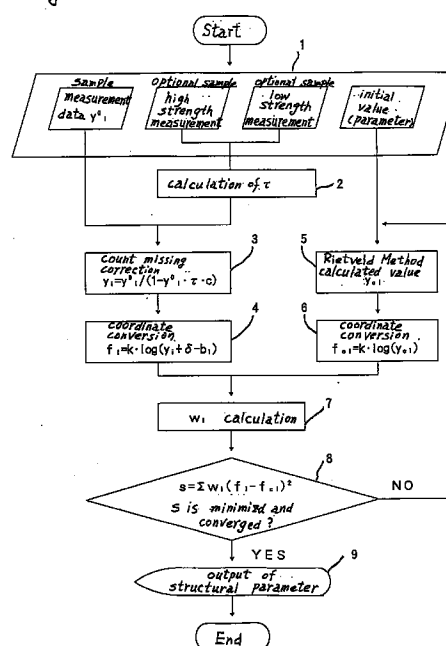 Start
1
sample
measurement
data y°i
optional sample
high
strength
measurement
optional sample
low
strength
measurement
initial
value
(parameter)
calculation of τ
2
3
count missing
correction
yi=y°i/(1-y°i·τ·c)
5
Rietveld Method
calculated value
yci
4
coordinate
conversion
fi=k·log(yi+δ-bi)
6
coordinate
conversion
fci=k·log(yci)
7
wi calculation
8
s=Σwi(fi-fci)²
s is minimized and
converged?
NO
YES
9
output of
structural parameter
End